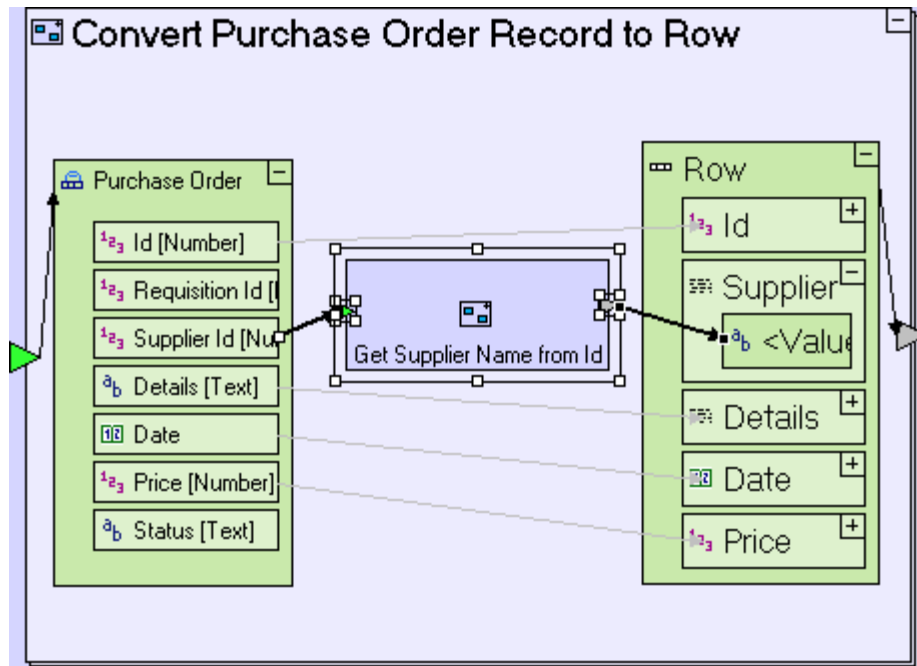 Convert Purchase Order Record to Row
Purchase Order
Id [Number]
Requisition Id [
Supplier Id [Nu
Details [Text]
Date
Price [Number]
Status [Text]
Get Supplier Name from Id
Row
Id
Supplier
<Value
Details
Date
Price